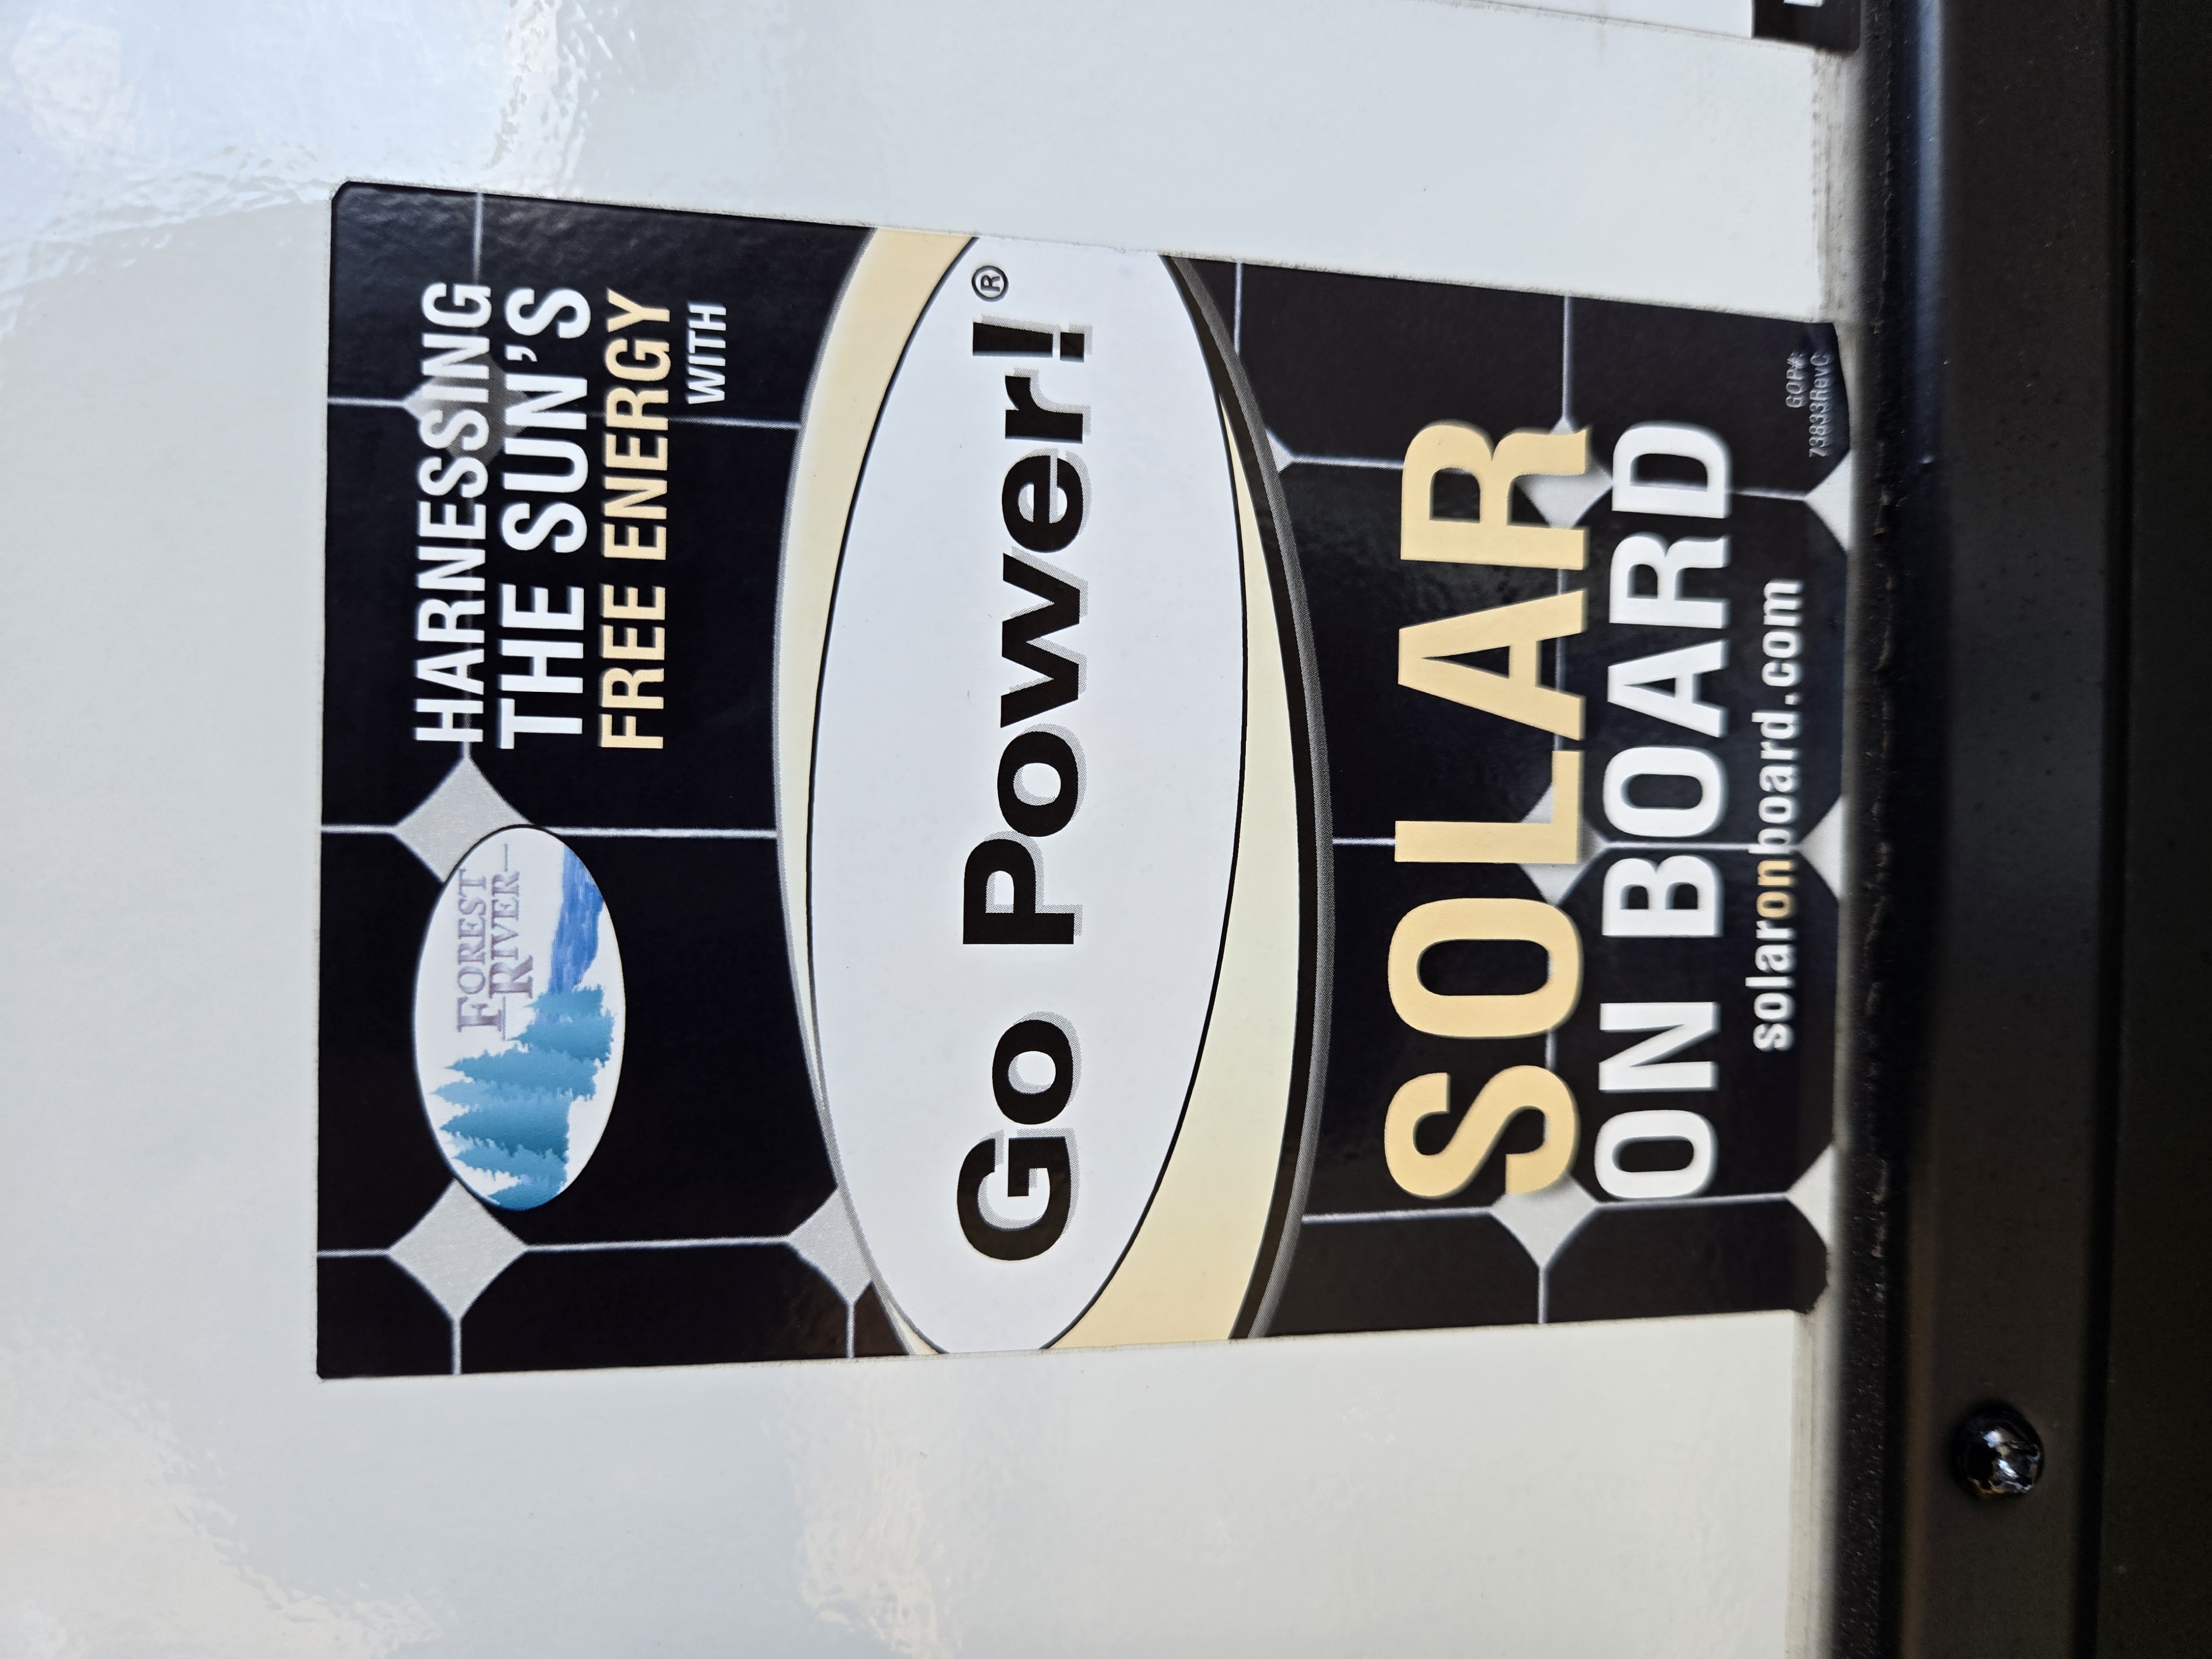 FOREST
RIVER
HARNESSING
THE SUN'S
FREE ENERGY
WITH
Go Power!®
SOLAR
ON BOARD
solaronboard.com
GOP#:
73833RevC